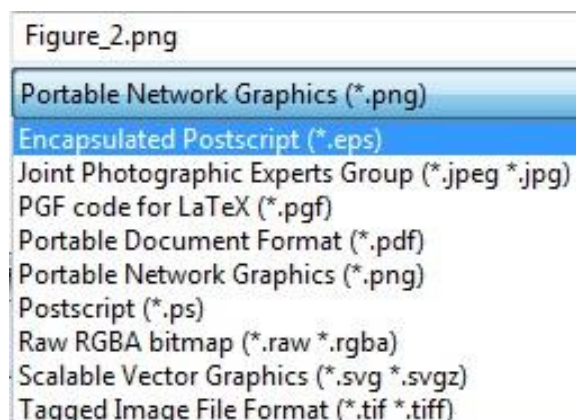 Figure_2.png
Portable Network Graphics (*.png)
Encapsulated Postscript (*.eps)
Joint Photographic Experts Group (*.jpeg *.jpg)
PGF code for LaTeX (*.pgf)
Portable Document Format (*.pdf)
Portable Network Graphics (*.png)
Postscript (*.ps)
Raw RGBA bitmap (*.raw *.rgba)
Scalable Vector Graphics (*.svg *.svgz)
Tagged Image File Format (*.tif *.tiff)